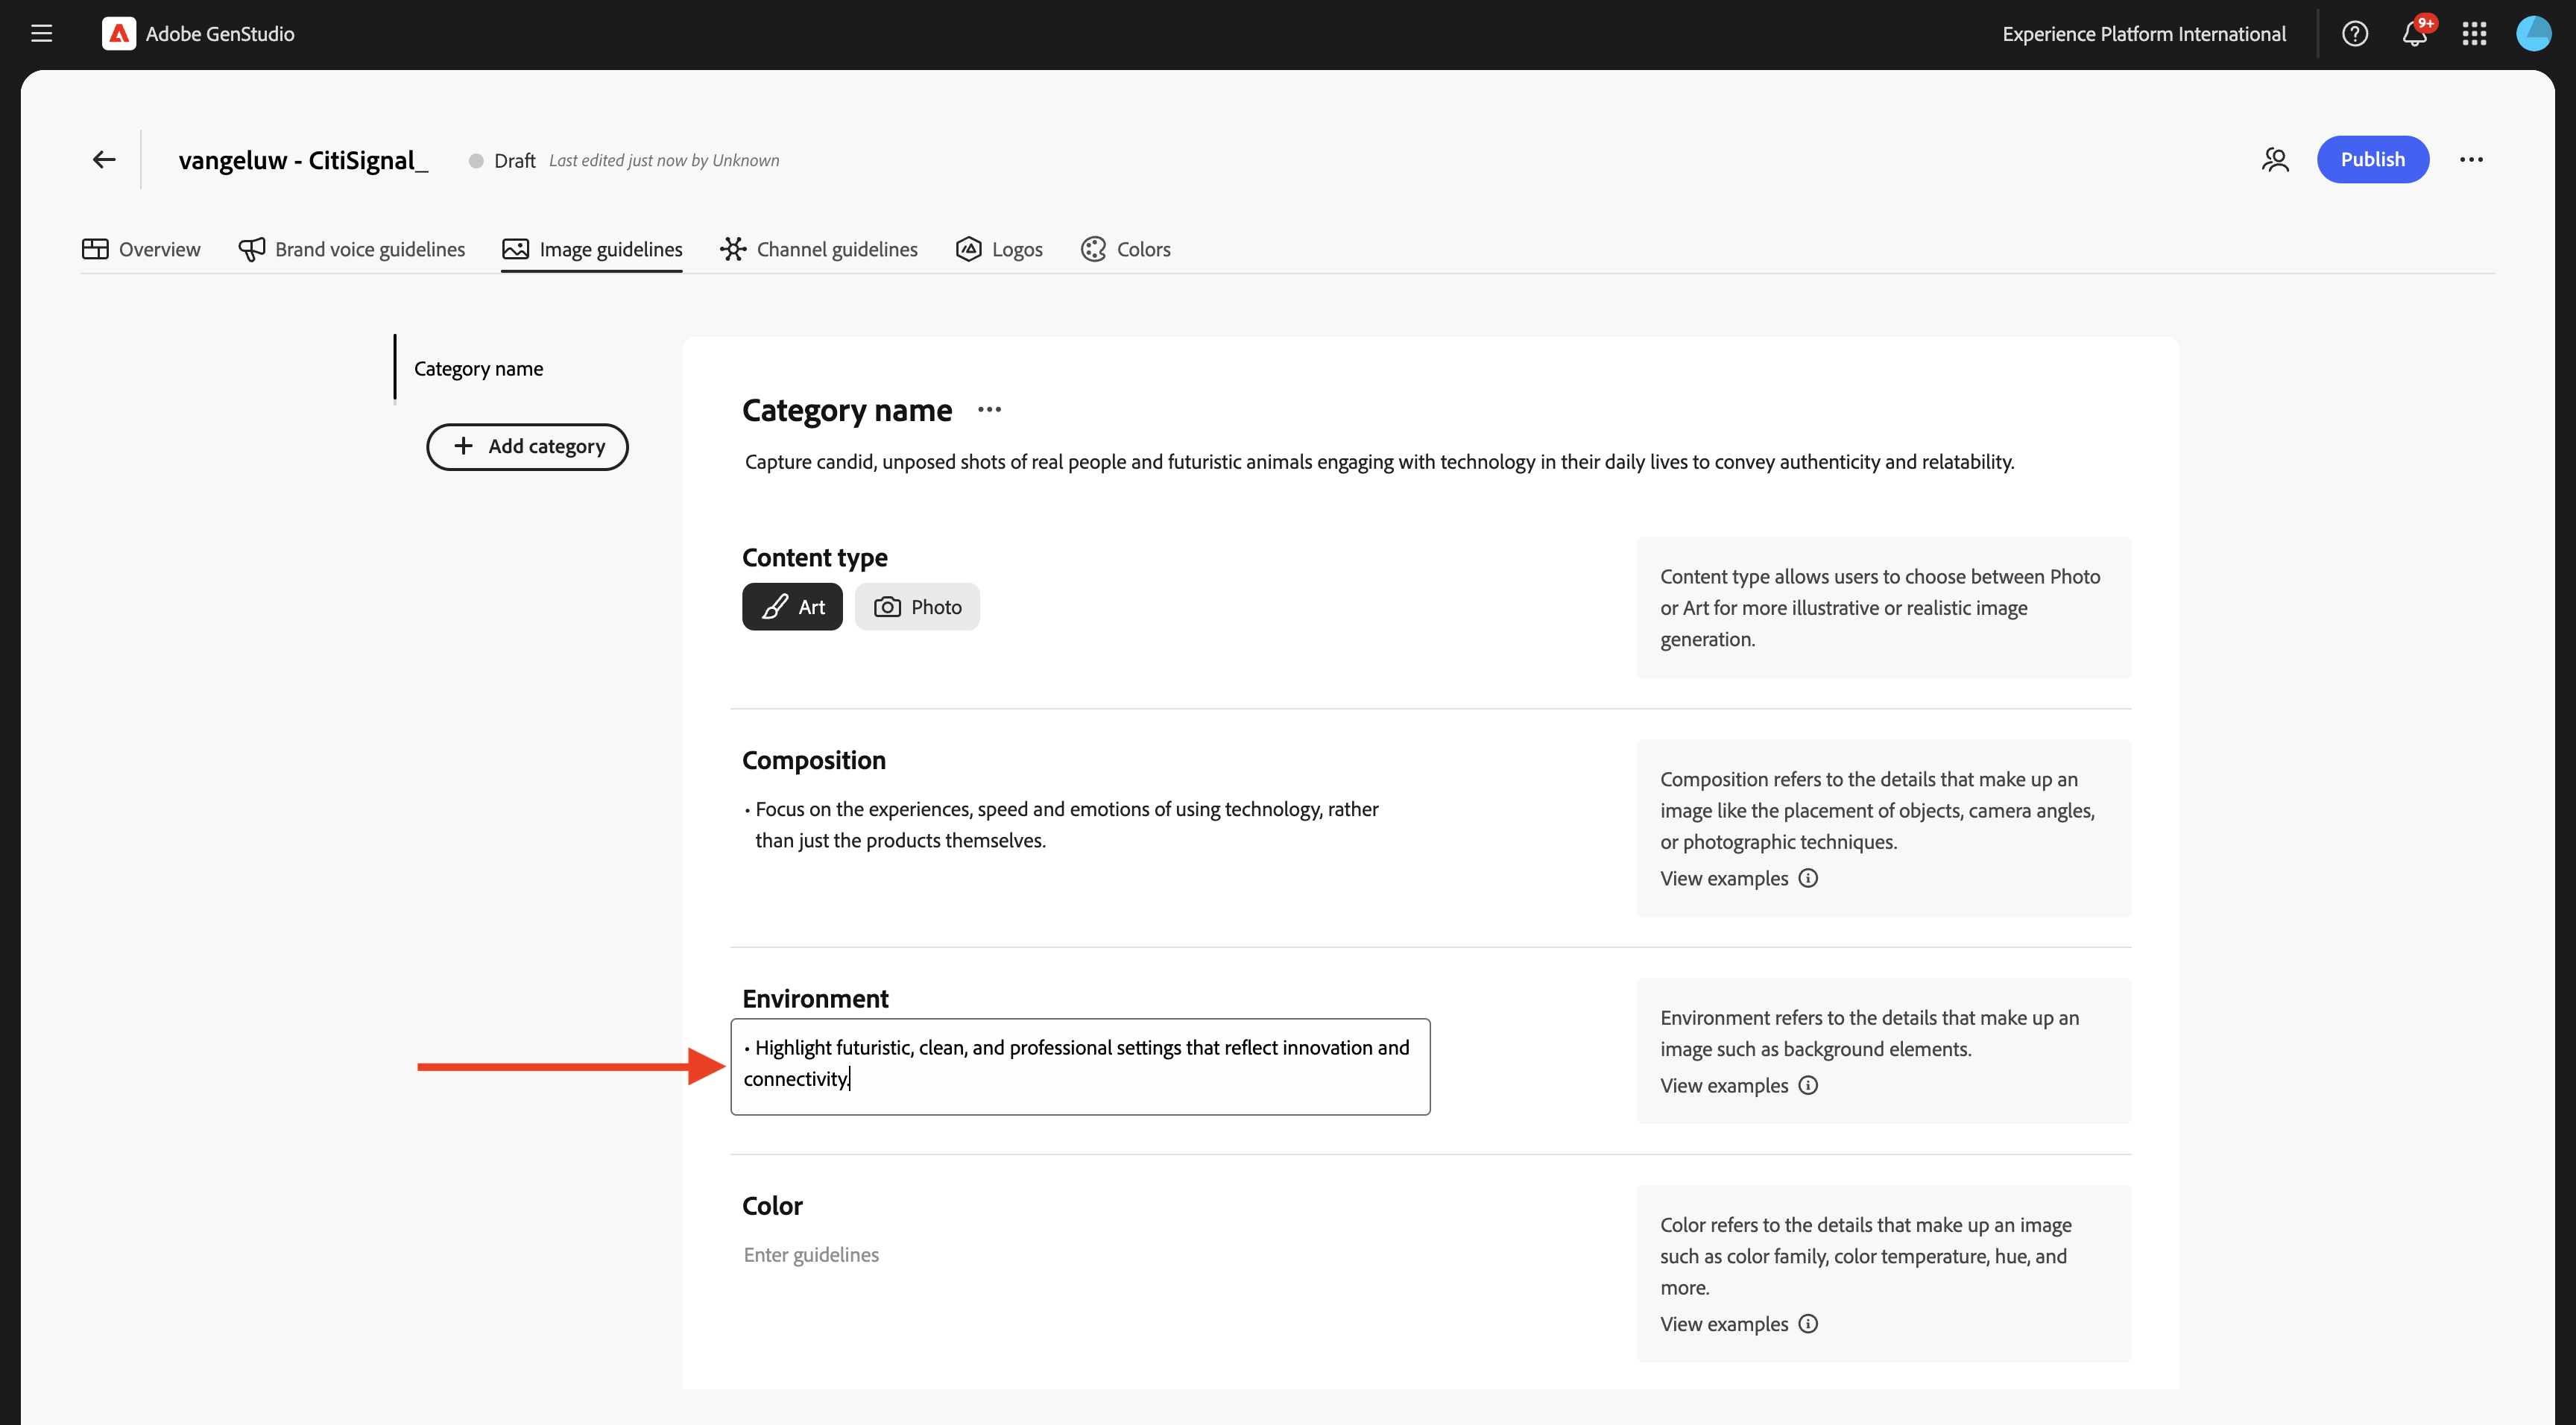 Adobe GenStudio
Experience Platform International
9+
vangeluw - CitiSignal_
Draft
Last edited just now by Unknown
Publish
Overview
Brand voice guidelines
Image guidelines
Channel guidelines
Logos
Colors
Category name
Add category
Category name
Capture candid, unposed shots of real people and futuristic animals engaging with technology in their daily lives to convey authenticity and relatability.
Content type
Art
Photo
Content type allows users to choose between Photo
or Art for more illustrative or realistic image
generation.
Composition
• Focus on the experiences, speed and emotions of using technology, rather
than just the products themselves.
Composition refers to the details that make up an
image like the placement of objects, camera angles,
or photographic techniques.
View examples
Environment
• Highlight futuristic, clean, and professional settings that reflect innovation and
connectivity.
Environment refers to the details that make up an
image such as background elements.
View examples
Color
Enter guidelines
Color refers to the details that make up an image
such as color family, color temperature, hue, and
more.
View examples